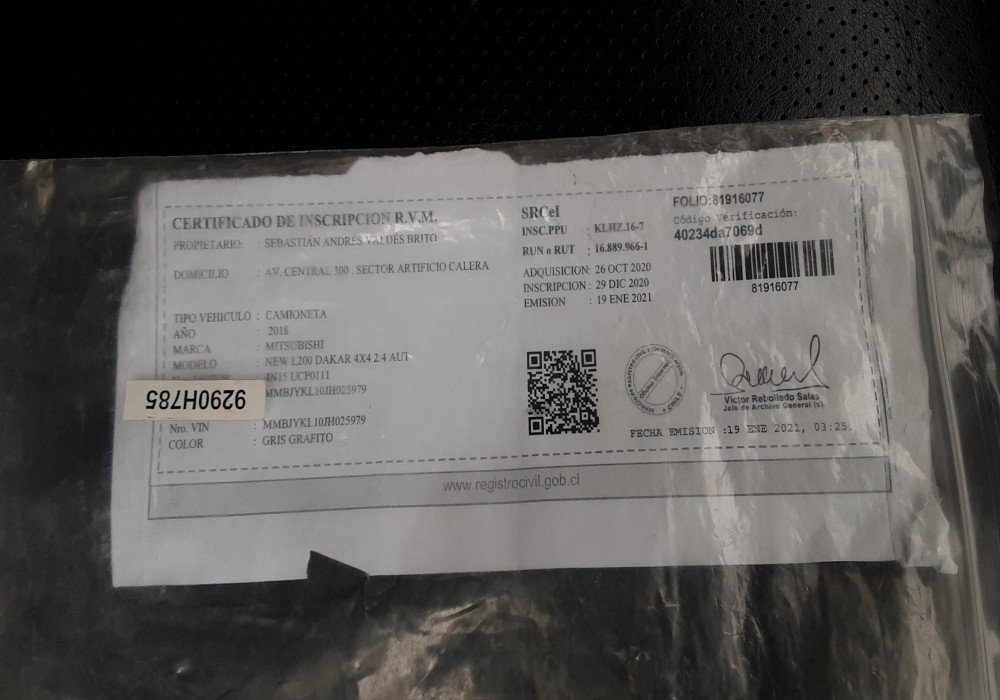 CERTIFICADO DE INSCRIPCION R.V.M.
PROPIETARIO: : SEBASTIÁN ANDRÉS VALDÉS BRITO
DOMICILIO : AV. CENTRAL 300 . SECTOR ARTIFICIO CALERA
TIPO VEHICULO : CAMIONETA
AÑO : 2018
MARCA : MITSUBISHI
MODELO : NEW L200 DAKAR 4X4 2.4 AUT
4N15 UCP0111
MMBJYKL10JH025979
9290H785
Nro. VIN : MMBJYKL10JH025979
COLOR : GRIS GRAFITO
SRCeI
INSC.PPU : KLHZ.16-7
RUN o RUT : 16.889.966-1
ADQUISICION: 26 OCT 2020
INSCRIPCION : 29 DIC 2020
EMISION : 19 ENE 2021
FOLIO:81916077
Código Verificación:
40234da7069d
81916077
Victor Rebolledo Salas
Jefe de Archivo General (s)
FECHA EMISION :19 ENE 2021, 03:25.
www.registrocivil.gob.cl